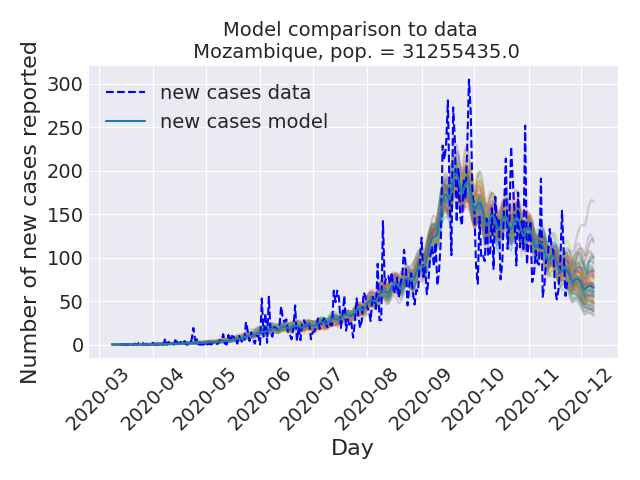 Model comparison to data
Mozambique, pop. = 31255435.0
Number of new cases reported
300
250
200
150
100
50
0
new cases data
new cases model
2020-03
2020-04
2020-05
2020-06
2020-07
2020-08
2020-09
2020-10
2020-11
2020-12
Day